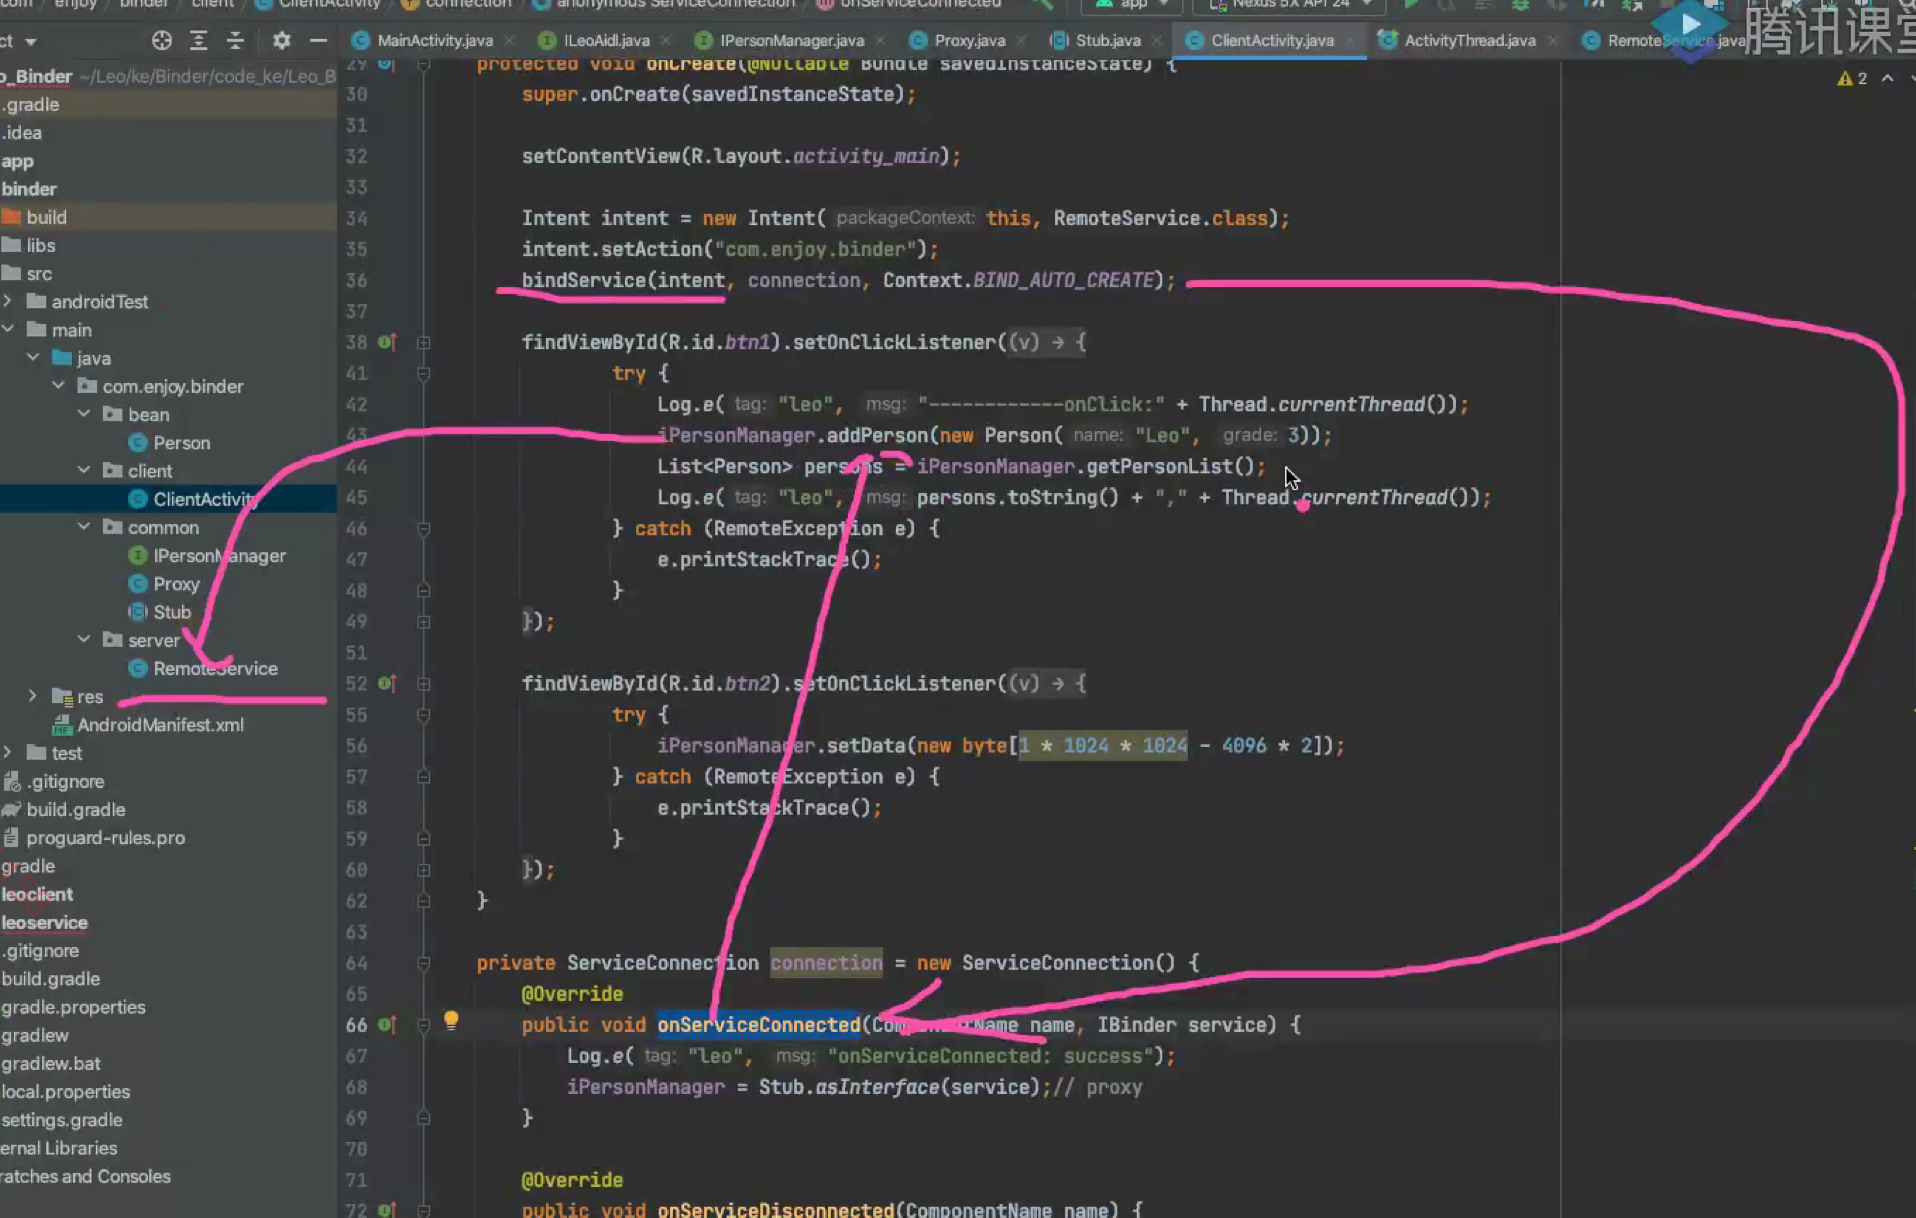 com enjoy binder client ClientActivity connection anonymous ServiceConnection onServiceConnected app Nexus 5X API 24
腾讯课堂
ct
MainActivity.java ILeoAidl.java IPersonManager.java Proxy.java Stub.java ClientActivity.java ActivityThread.java RemoteService.java
o_Binder ~/Leo/ke/Binder/code_ke/Leo_B
.gradle
.idea
app
binder
build
libs
src
androidTest
main
java
com.enjoy.binder
bean
Person
client
ClientActivity
common
IPersonManager
Proxy
Stub
server
RemoteService
res
AndroidManifest.xml
test
.gitignore
build.gradle
proguard-rules.pro
gradle
leoclient
leoservice
.gitignore
build.gradle
gradle.properties
gradlew
gradlew.bat
local.properties
settings.gradle
ernal Libraries
ratches and Consoles
2
29 protected void onCreate(@Nullable Bundle savedInstanceState) {
30 super.onCreate(savedInstanceState);
31
32 setContentView(R.layout.activity_main);
33
34 Intent intent = new Intent( packageContext: this, RemoteService.class);
35 intent.setAction("com.enjoy.binder");
36 bindService(intent, connection, Context.BIND_AUTO_CREATE);
37
38 findViewById(R.id.btn1).setOnClickListener((v) → {
41 try {
42 Log.e( tag: "leo", msg: "------------onClick:" + Thread.currentThread());
43 iPersonManager.addPerson(new Person( name: "Leo", grade: 3));
44 List<Person> persons = iPersonManager.getPersonList();
45 Log.e( tag: "leo", msg: persons.toString() + "," + Thread.currentThread());
46 } catch (RemoteException e) {
47 e.printStackTrace();
48 }
49 });
51
52 findViewById(R.id.btn2).setOnClickListener((v) → {
55 try {
56 iPersonManager.setData(new byte[1 * 1024 * 1024 - 4096 * 2]);
57 } catch (RemoteException e) {
58 e.printStackTrace();
59 }
60 });
62 }
63
64 private ServiceConnection connection = new ServiceConnection() {
65 @Override
66 public void onServiceConnected(ComponentName name, IBinder service) {
67 Log.e( tag: "leo", msg: "onServiceConnected: success");
68 iPersonManager = Stub.asInterface(service);// proxy
69 }
70
71 @Override
72 public void onServiceDisconnected(ComponentName name) {